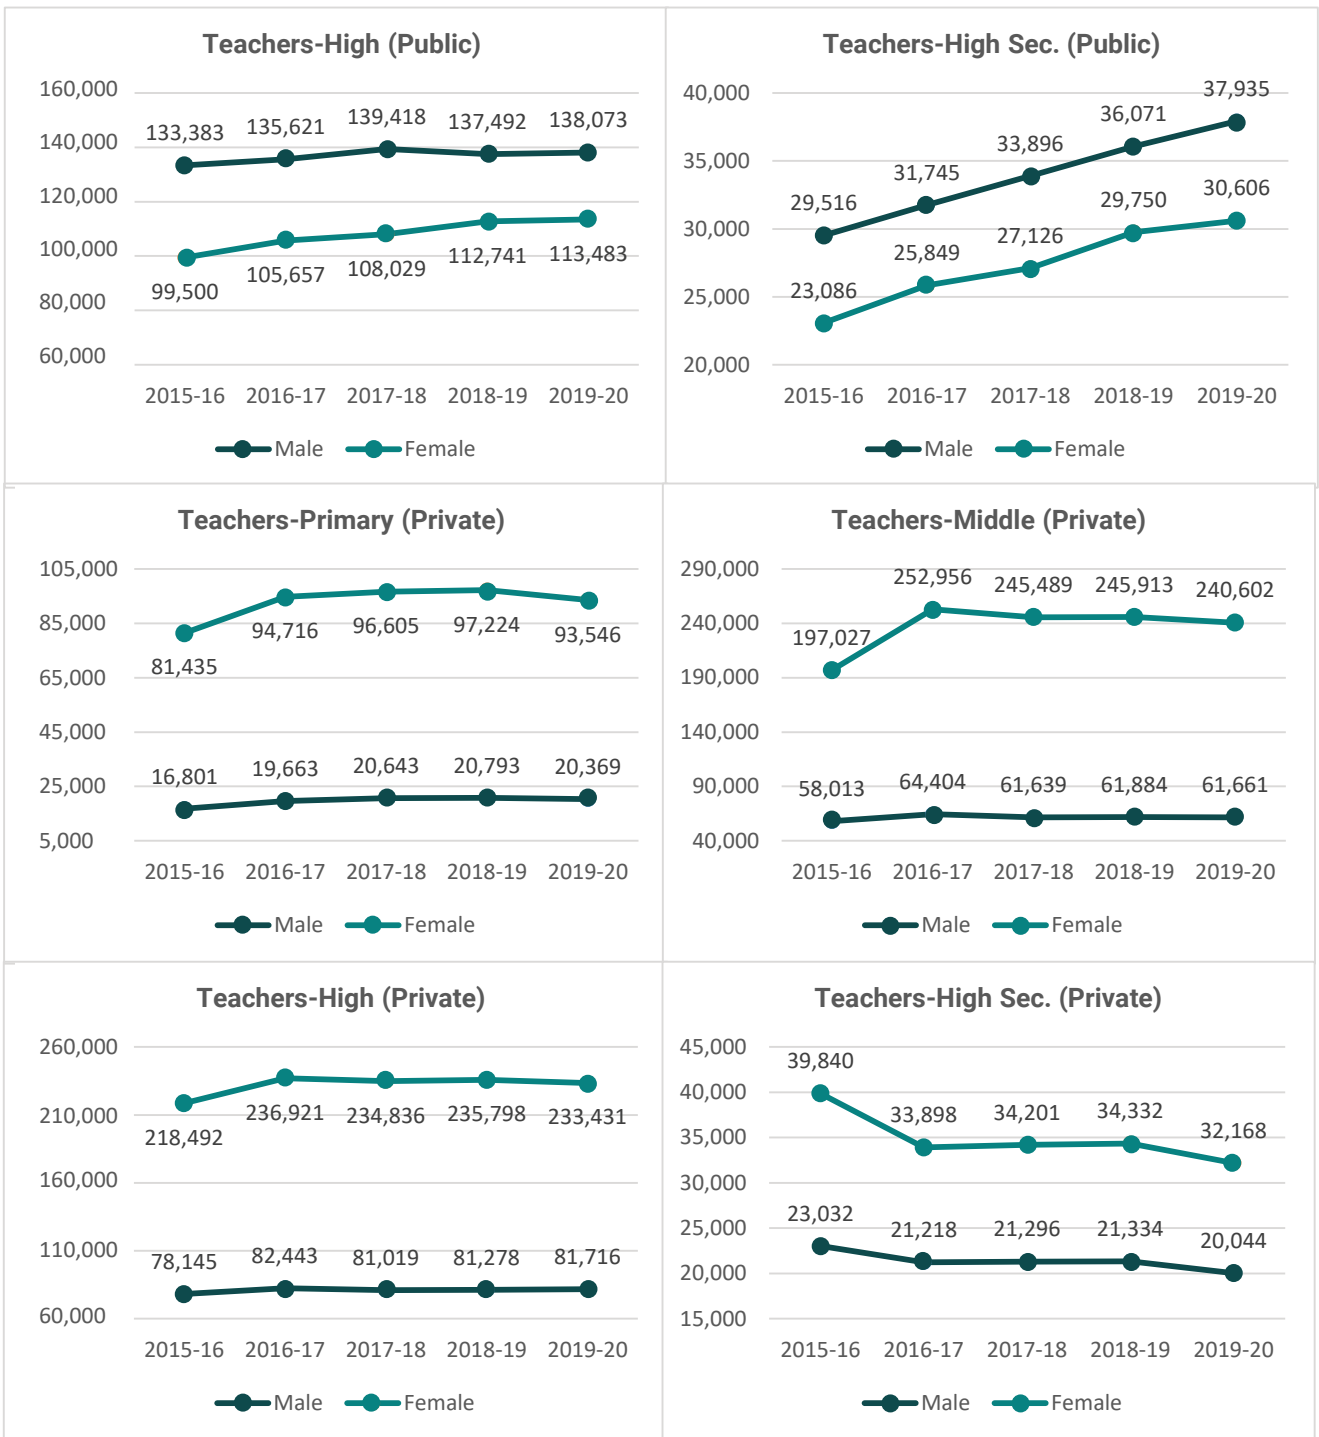 Teachers-High (Public)
160,000
140,000
120,000
100,000
80,000
60,000
133,383 135,621 139,418 137,492 138,073
99,500 105,657 108,029 112,741 113,483
2015-16 2016-17 2017-18 2018-19 2019-20
Male Female
Teachers-High Sec. (Public)
40,000
35,000
30,000
25,000
20,000
29,516 31,745 33,896 36,071 37,935
23,086 25,849 27,126 29,750 30,606
2015-16 2016-17 2017-18 2018-19 2019-20
Male Female
Teachers-Primary (Private)
105,000
85,000
65,000
45,000
25,000
5,000
81,435 94,716 96,605 97,224 93,546
16,801 19,663 20,643 20,793 20,369
2015-16 2016-17 2017-18 2018-19 2019-20
Male Female
Teachers-Middle (Private)
290,000
240,000
190,000
140,000
90,000
40,000
197,027 252,956 245,489 245,913 240,602
58,013 64,404 61,639 61,884 61,661
2015-16 2016-17 2017-18 2018-19 2019-20
Male Female
Teachers-High (Private)
260,000
210,000
160,000
110,000
60,000
218,492 236,921 234,836 235,798 233,431
78,145 82,443 81,019 81,278 81,716
2015-16 2016-17 2017-18 2018-19 2019-20
Male Female
Teachers-High Sec. (Private)
45,000
40,000
35,000
30,000
25,000
20,000
15,000
39,840 33,898 34,201 34,332 32,168
23,032 21,218 21,296 21,334 20,044
2015-16 2016-17 2017-18 2018-19 2019-20
Male Female